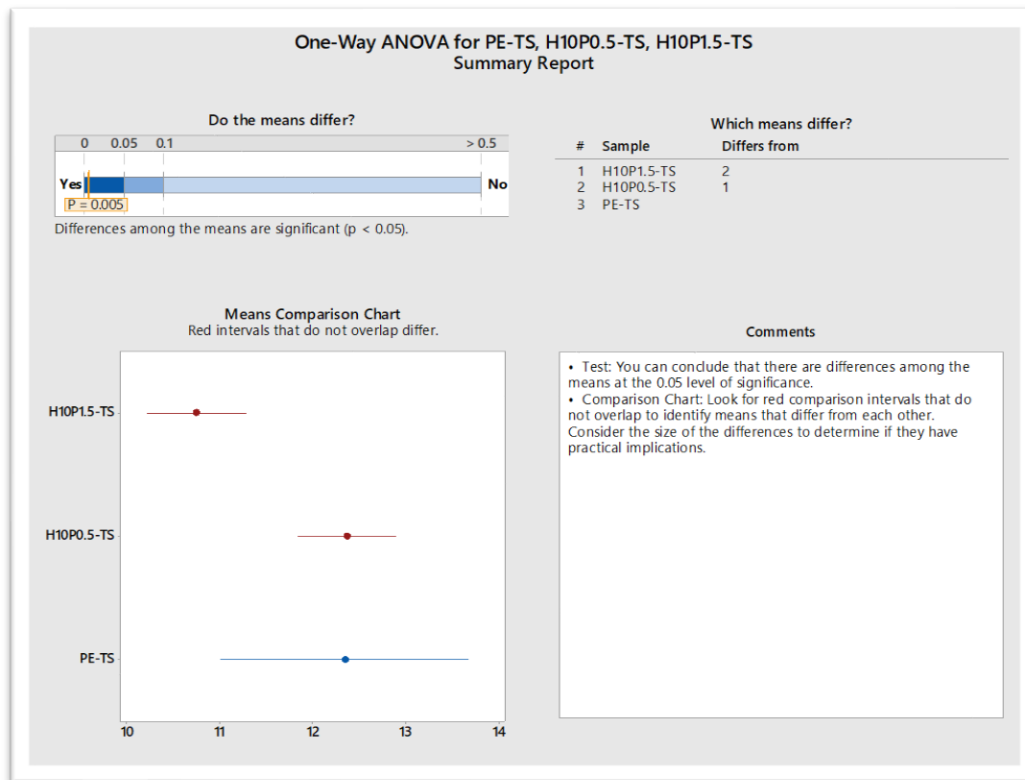 One-Way ANOVA for PE-TS, H10P0.5-TS, H10P1.5-TS
Summary Report
Do the means differ?
0 0.05 0.1 > 0.5
Yes No
P = 0.005
Differences among the means are significant (p < 0.05).
Which means differ?
# Sample Differs from
1 H10P1.5-TS 2
2 H10P0.5-TS 1
3 PE-TS
Means Comparison Chart
Red intervals that do not overlap differ.
H10P1.5-TS
H10P0.5-TS
PE-TS
10 11 12 13 14
Comments
• Test: You can conclude that there are differences among the
means at the 0.05 level of significance.
• Comparison Chart: Look for red comparison intervals that do
not overlap to identify means that differ from each other.
Consider the size of the differences to determine if they have
practical implications.